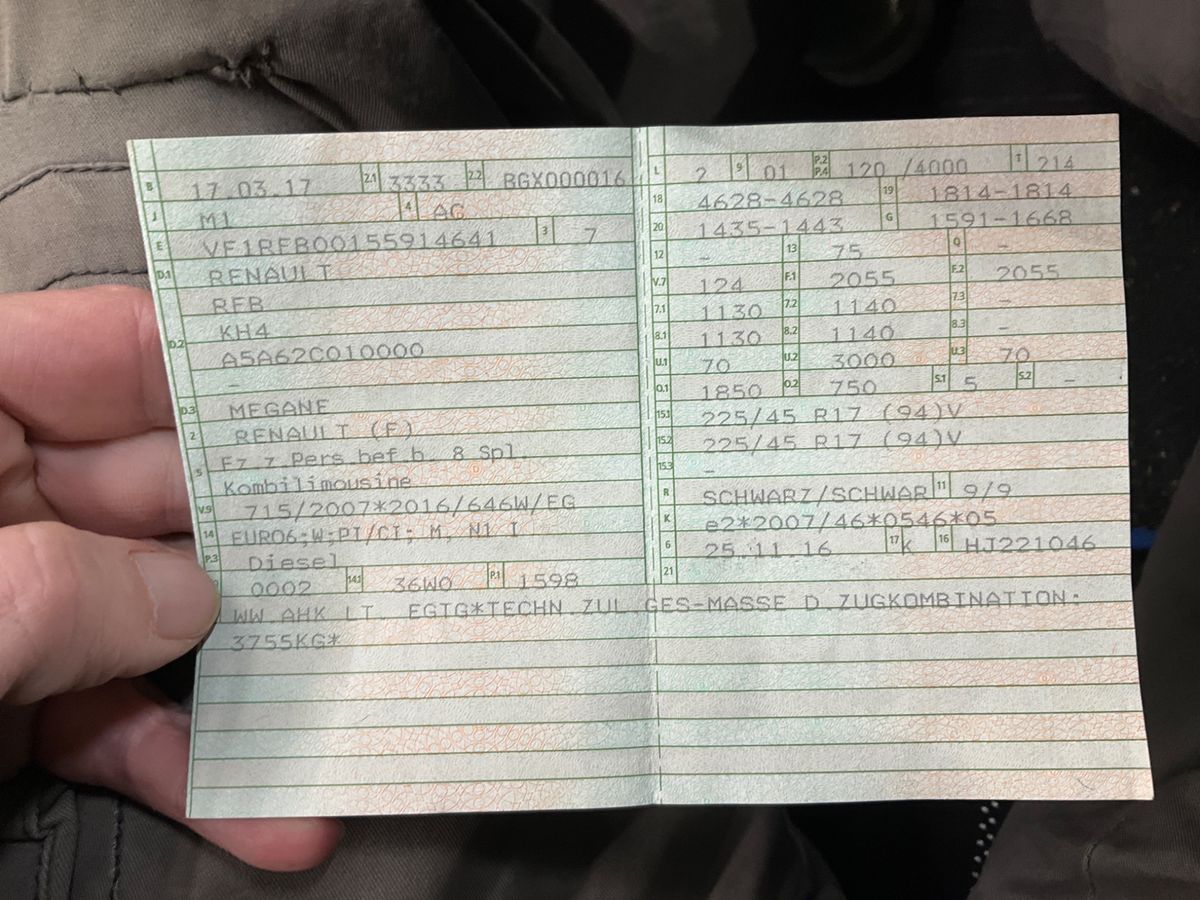 B 17.03.17 2.1 3333 2.2 BGX000016
J M1 4 AG
E VF1RFB00155914641 3 7
D.1 RENAULT
RFB
D.2 KH4
A5A62C010000
–
D.3 MEGANE
2 RENAULT (F)
5 Fz.z.Pers.bef.b. 8 Spl.
Kombilimousine
V.9 715/2007*2016/646W/EG
14 EURO6;W;PI/CI; M, N1 I
P.3 Diesel
0002 14.1 36W0 P.1 1598
L 2 9 01 P.2 P.4 120 /4000 T 214
18 4628-4628 19 1814-1814
20 1435-1443 G 1591-1668
12 – 13 75 Q –
V.7 124 F.1 2055 F.2 2055
7.1 1130 7.2 1140 7.3 –
8.1 1130 8.2 1140 8.3 –
U.1 70 U.2 3000 U.3 70
O.1 1850 O.2 750 S.1 5 S.2 –
15.1 225/45 R17 (94)V
15.2 225/45 R17 (94)V
15.3 –
R SCHWARZ/SCHWAR 11 9/9
K e2*2007/46*0546*05
6 25.11.16 17 k 16 HJ221046
21
WW.AHK LT. EGTG*TECHN.ZUL.GES-MASSE D.ZUGKOMBINATION:
3755KG*